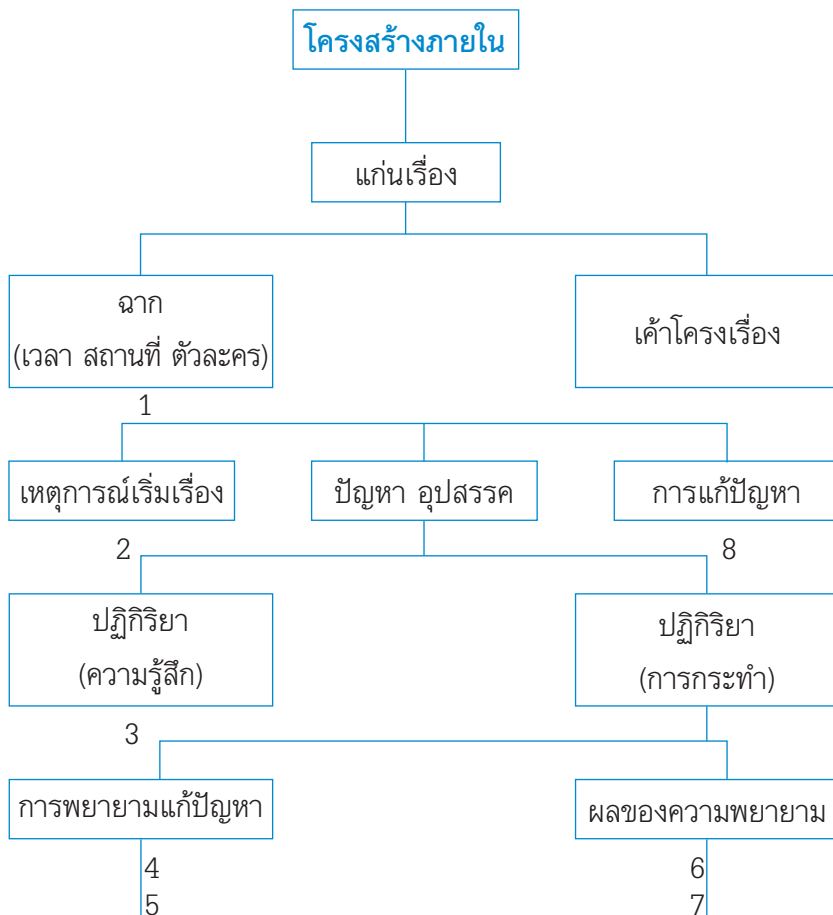 โครงสร้างภายใน
แก่นเรื่อง
ฉาก
(เวลา สถานที่ ตัวละคร)
เค้าโครงเรื่อง
1
เหตุการณ์เริ่มเรื่อง
ปัญหา อุปสรรค
การแก้ปัญหา
2
8
ปฏิกิริยา
(ความรู้สึก)
ปฏิกิริยา
(การกระทำ)
3
การพยายามแก้ปัญหา
ผลของความพยายาม
4
6
5
7